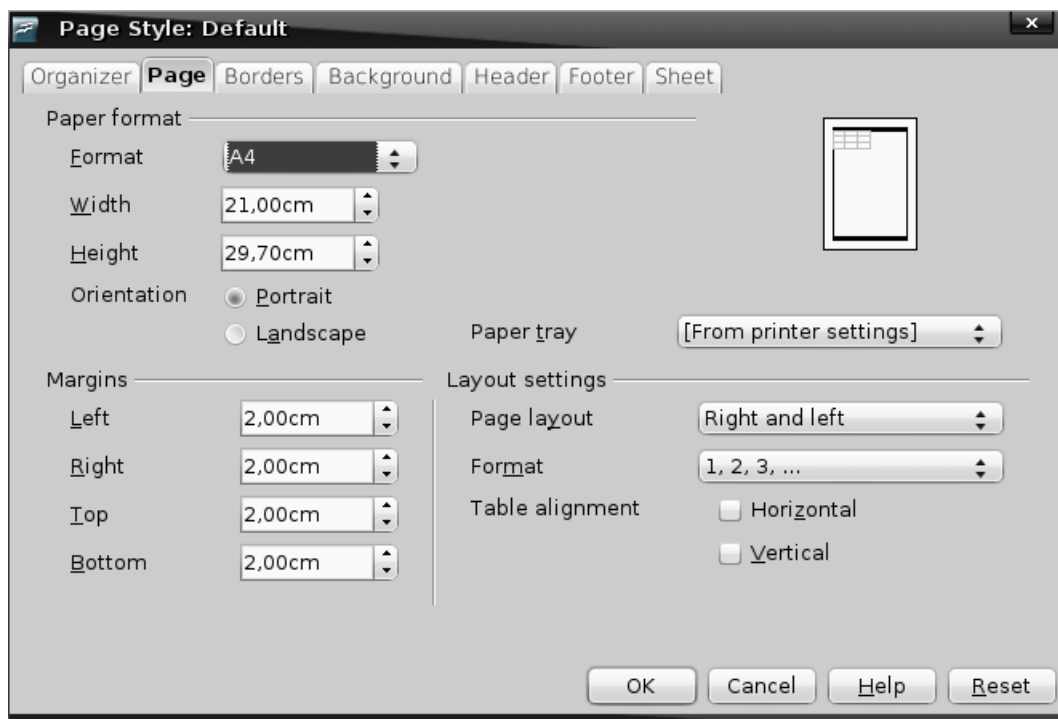 Page Style: Default
Organizer Page Borders Background Header Footer Sheet
Paper format
Format A4
Width 21,00cm
Height 29,70cm
Orientation Portrait
Landscape
Paper tray [From printer settings]
Margins
Left 2,00cm
Right 2,00cm
Top 2,00cm
Bottom 2,00cm
Layout settings
Page layout Right and left
Format 1, 2, 3, ...
Table alignment Horizontal
Vertical
OK Cancel Help Reset